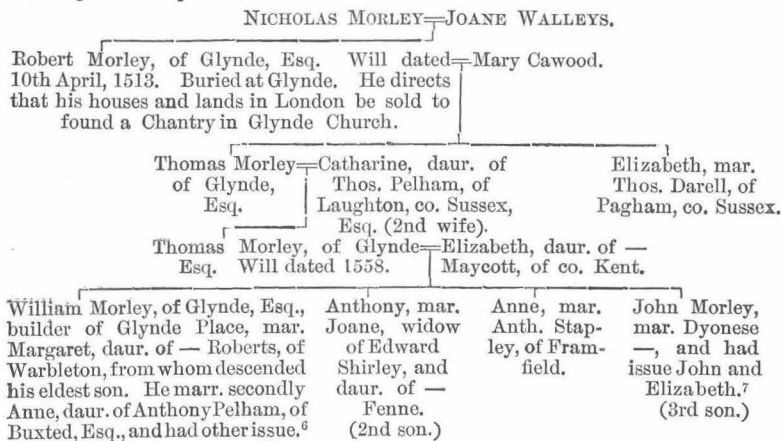 NICHOLAS MORLEY=JOANE WALLEYS.
Robert Morley, of Glynde, Esq. Will dated=Mary Cawood.
10th April, 1513. Buried at Glynde. He directs
that his houses and lands in London be sold to
found a Chantry in Glynde Church.
Thomas Morley=Catharine, daur. of
of Glynde, Thos. Pelham, of
Esq. Laughton, co. Sussex,
Esq. (2nd wife).
Elizabeth, mar.
Thos. Darell, of
Pagham, co. Sussex.
Thomas Morley, of Glynde=Elizabeth, daur. of —
Esq. Will dated 1558. Maycott, of co. Kent.
William Morley, of Glynde, Esq.,
builder of Glynde Place, mar.
Margaret, daur. of — Roberts, of
Warbleton, from whom descended
his eldest son. He marr. secondly
Anne, daur. of Anthony Pelham, of
Buxted, Esq., and had other issue.⁶
Anthony, mar.
Joane, widow
of Edward
Shirley, and
daur. of —
Fenne.
(2nd son.)
Anne, mar.
Anth. Stap-
ley, of Fram-
field.
John Morley,
mar. Dyonese
—, and had
issue John and
Elizabeth.⁷
(3rd son.)